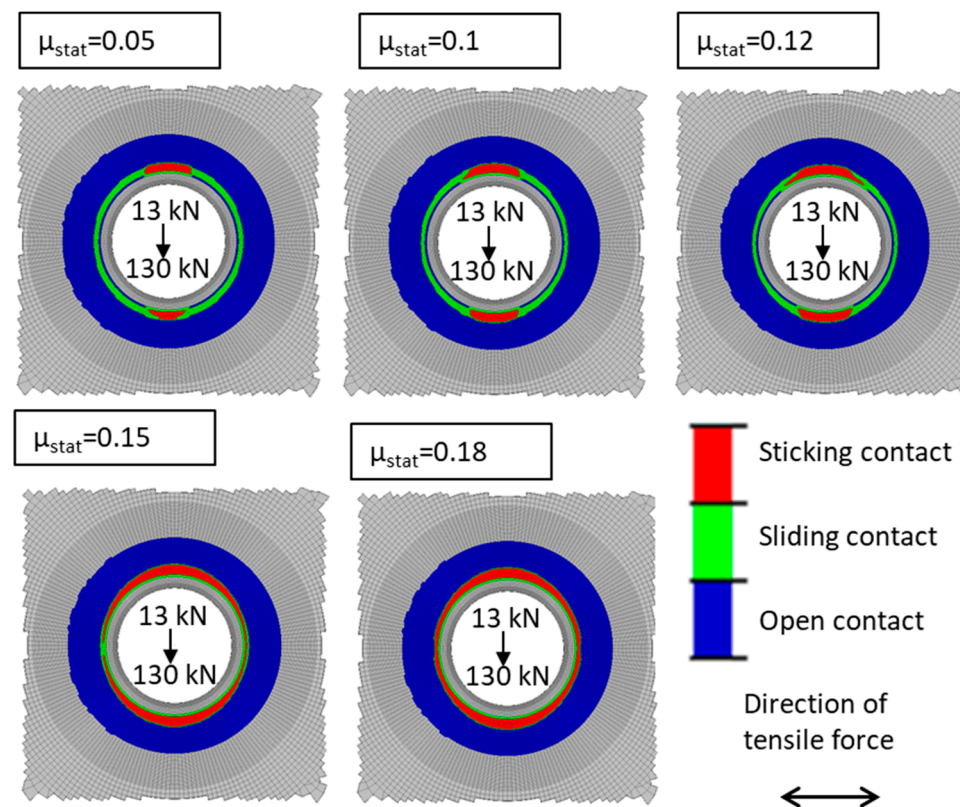 μstat=0.05
μstat=0.1
μstat=0.12
13 kN
130 kN
13 kN
130 kN
13 kN
130 kN
μstat=0.15
μstat=0.18
13 kN
130 kN
13 kN
130 kN
Sticking contact
Sliding contact
Open contact
Direction of
tensile force